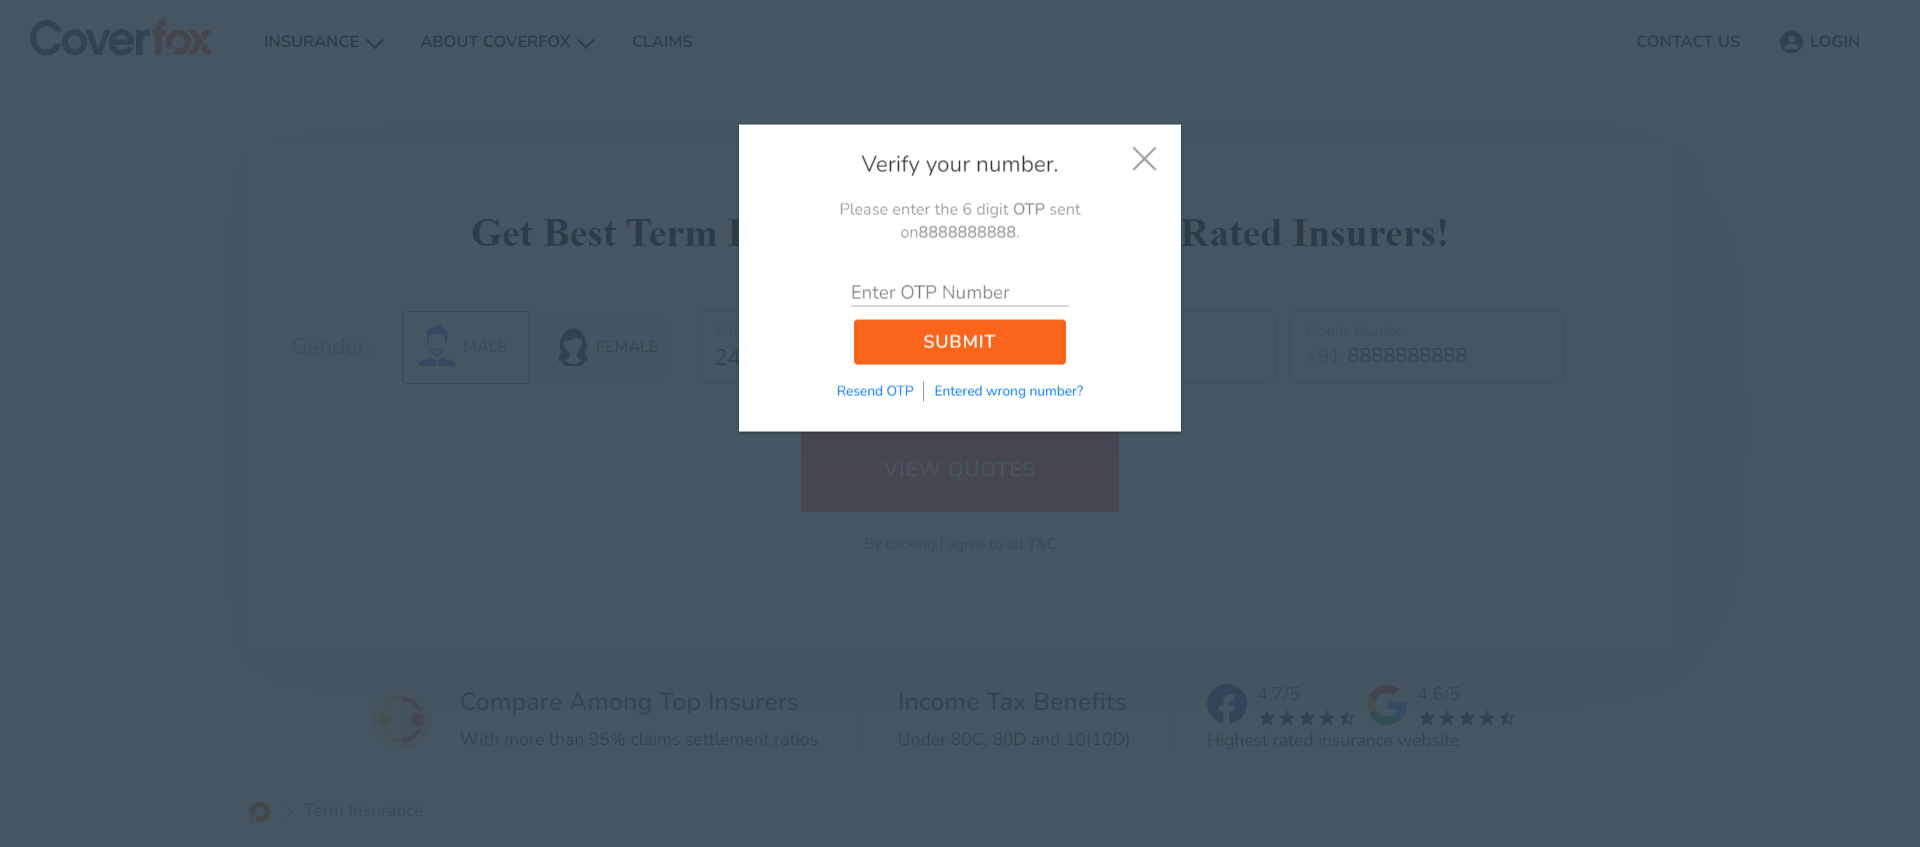 Coverfox
INSURANCE
ABOUT COVERFOX
CLAIMS
CONTACT US
LOGIN
Verify your number.
Please enter the 6 digit OTP sent
on8888888888.
Enter OTP Number
SUBMIT
Resend OTP
Entered wrong number?
Get Best Term
Rated Insurers!
Gender:
MALE
FEMALE
24
Mobile Number
+91 8888888888
VIEW QUOTES
By clicking I agree to all T&C
Compare Among Top Insurers
With more than 95% claims settlement ratios.
Income Tax Benefits
Under 80C, 80D and 10(10D)
4.7/5
4.6/5
Highest rated insurance website
Term Insurance